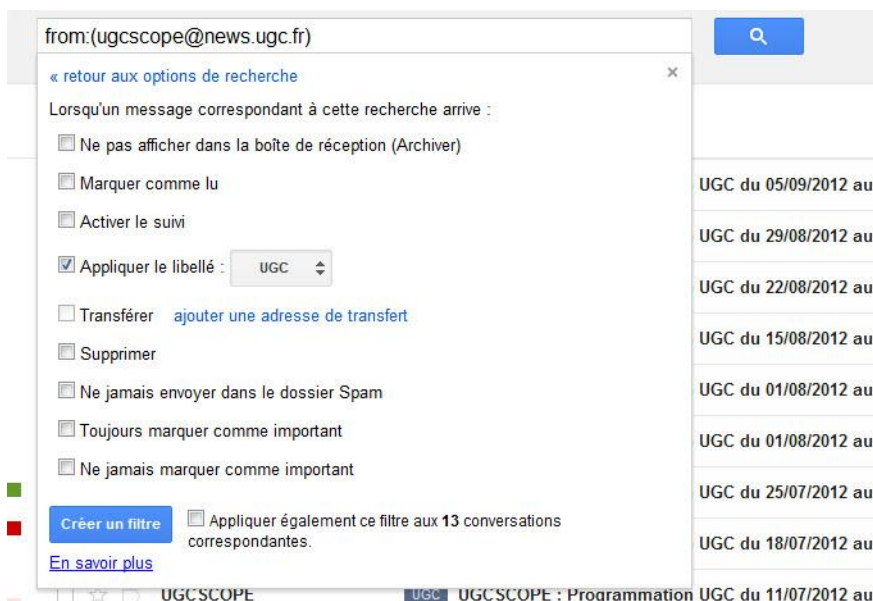 from:(ugcscope@news.ugc.fr)
« retour aux options de recherche
×
Lorsqu'un message correspondant à cette recherche arrive :
Ne pas afficher dans la boîte de réception (Archiver)
Marquer comme lu
UGC du 05/09/2012 au
Activer le suivi
UGC du 29/08/2012 au
Appliquer le libellé : UGC
UGC du 22/08/2012 au
Transférer ajouter une adresse de transfert
UGC du 15/08/2012 au
Supprimer
Ne jamais envoyer dans le dossier Spam
UGC du 01/08/2012 au
Toujours marquer comme important
UGC du 01/08/2012 au
Ne jamais marquer comme important
UGC du 25/07/2012 au
Créer un filtre
Appliquer également ce filtre aux 13 conversations
correspondantes.
UGC du 18/07/2012 au
En savoir plus
UGCSCOPE UGC UGCSCOPE : Programmation UGC du 11/07/2012 au